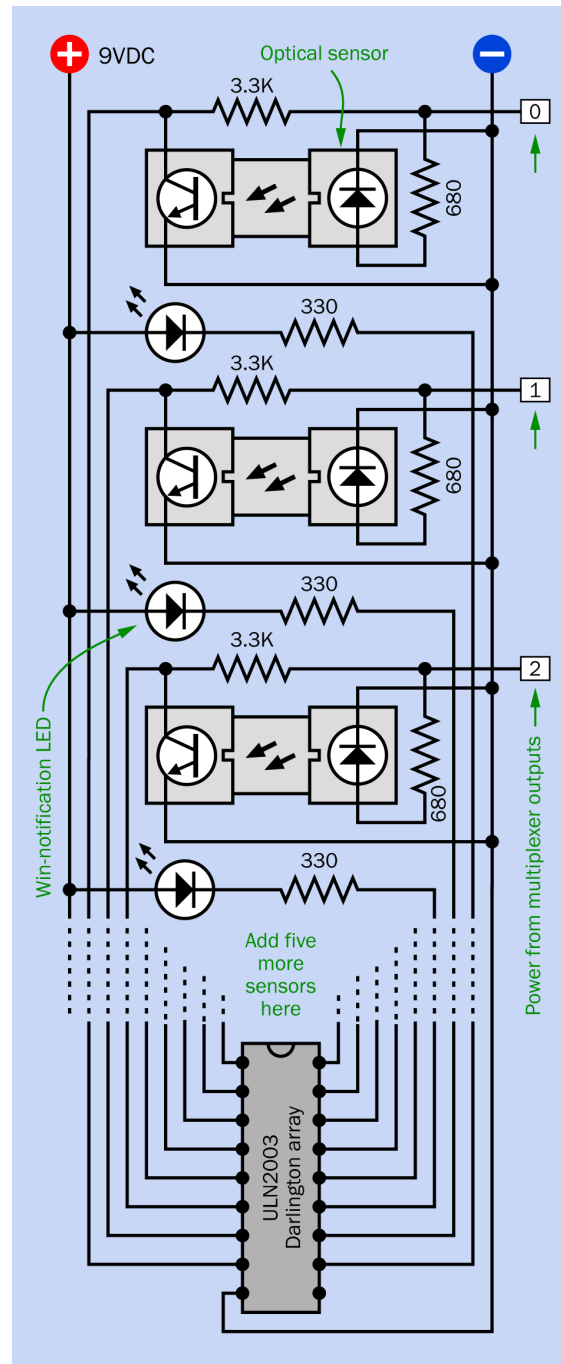 + 9VDC
Optical sensor
−
3.3K
0
680
330
3.3K
1
680
330
3.3K
2
680
330
Win-notification LED
Power from multiplexer outputs
Add five
more
sensors
here
ULN2003
Darlington array